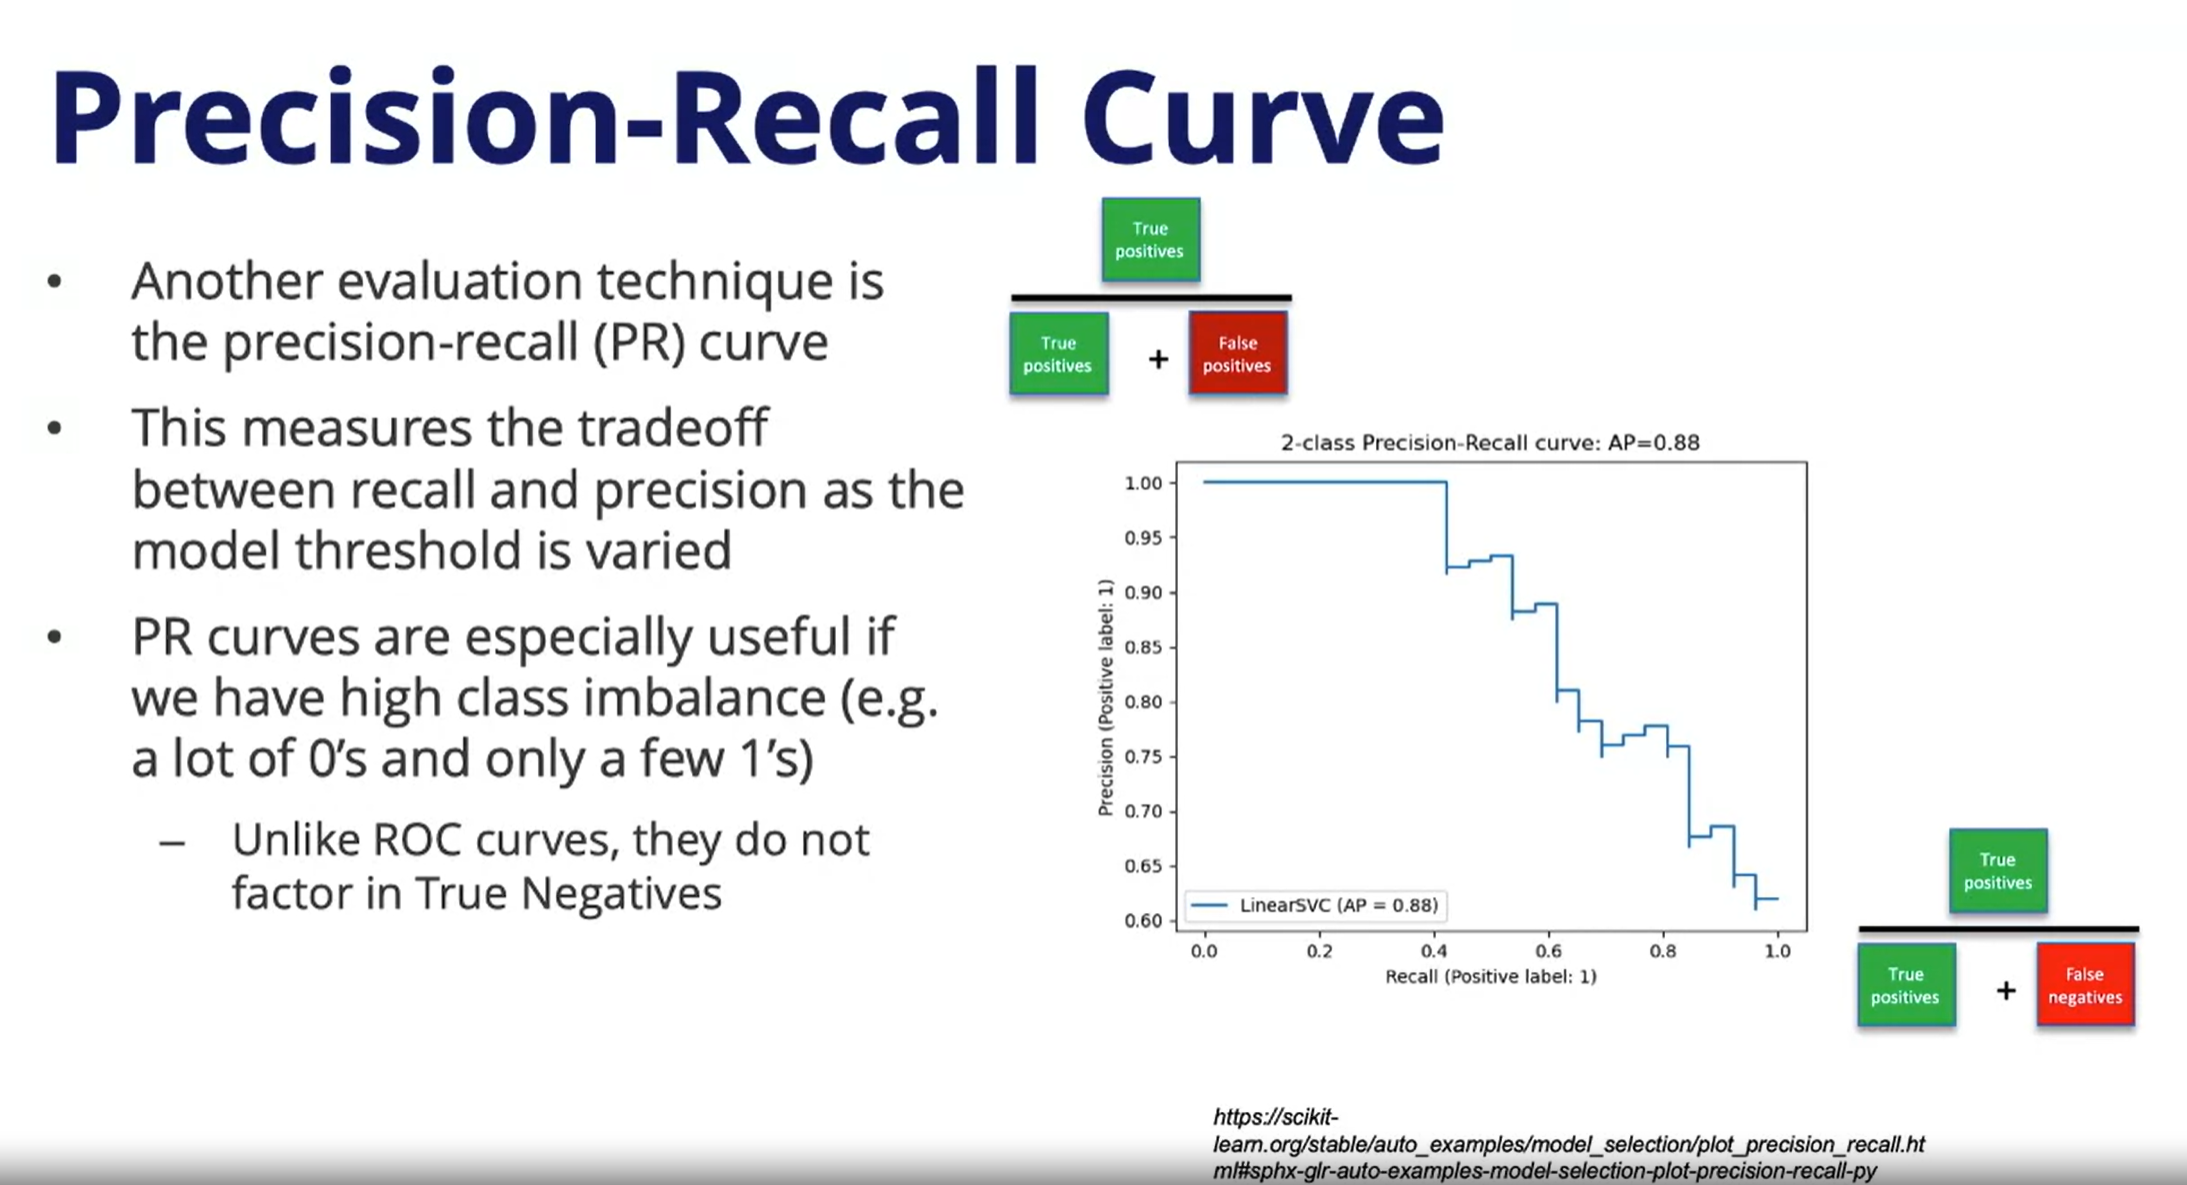 Precision-Recall Curve
• Another evaluation technique is
the precision-recall (PR) curve
• This measures the tradeoff
between recall and precision as the
model threshold is varied
• PR curves are especially useful if
we have high class imbalance (e.g.
a lot of 0’s and only a few 1’s)
– Unlike ROC curves, they do not
factor in True Negatives
True
positives
True
positives
+
False
positives
2-class Precision-Recall curve: AP=0.88
Precision (Positive label: 1)
1.00
0.95
0.90
0.85
0.80
0.75
0.70
0.65
0.60
LinearSVC (AP = 0.88)
0.0 0.2 0.4 0.6 0.8 1.0
Recall (Positive label: 1)
True
positives
True
positives
+
False
negatives
https://scikit-
learn.org/stable/auto_examples/model_selection/plot_precision_recall.ht
ml#sphx-glr-auto-examples-model-selection-plot-precision-recall-py